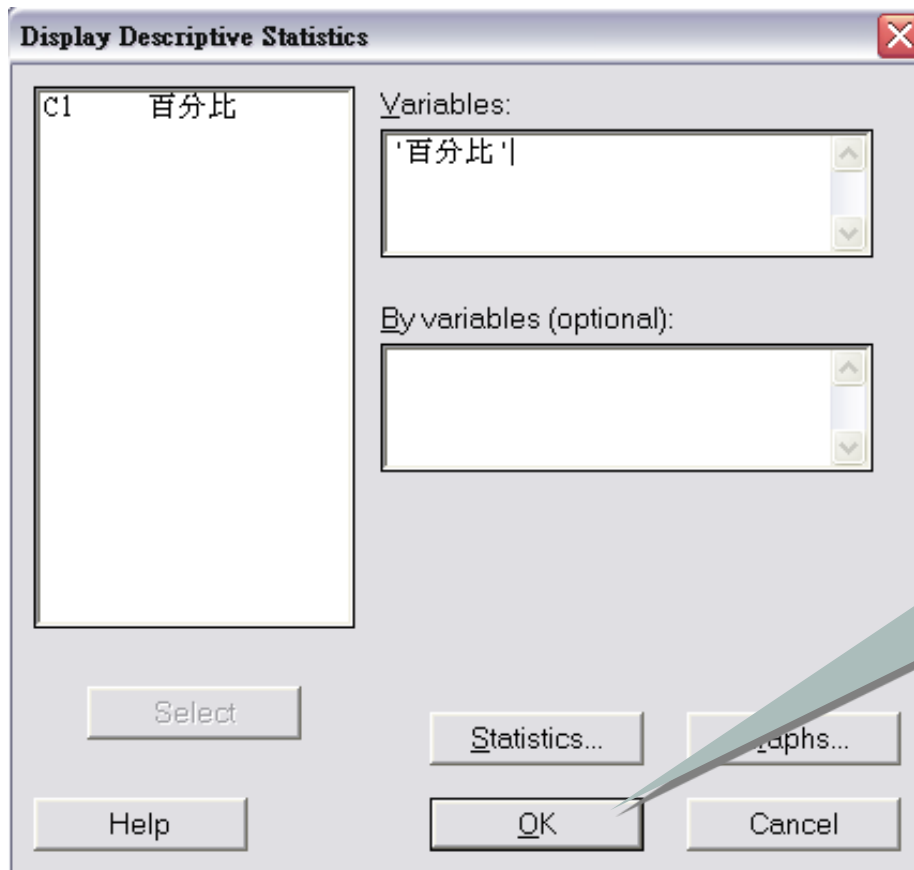 Display Descriptive Statistics
C1 百分比
Variables:
'百分比'
By variables (optional):
Select
Statistics...
raphs...
Help
OK
Cancel